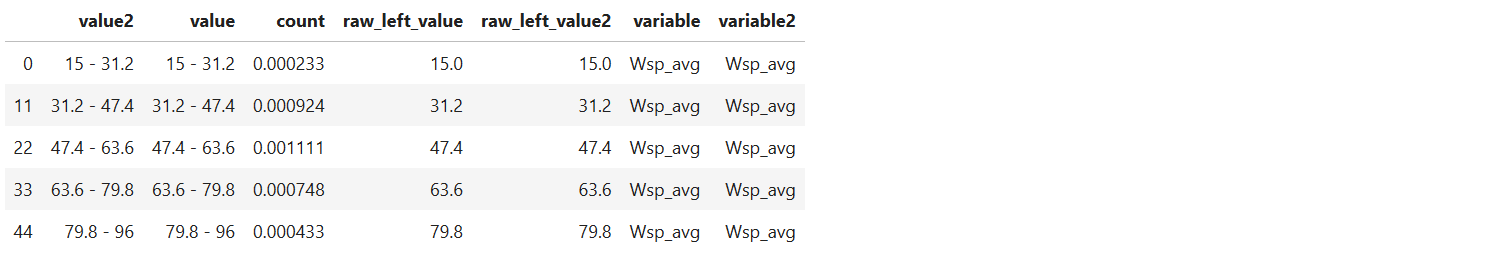 value2 value count raw_left_value raw_left_value2 variable variable2
0 15 - 31.2 15 - 31.2 0.000233 15.0 15.0 Wsp_avg Wsp_avg
11 31.2 - 47.4 31.2 - 47.4 0.000924 31.2 31.2 Wsp_avg Wsp_avg
22 47.4 - 63.6 47.4 - 63.6 0.001111 47.4 47.4 Wsp_avg Wsp_avg
33 63.6 - 79.8 63.6 - 79.8 0.000748 63.6 63.6 Wsp_avg Wsp_avg
44 79.8 - 96 79.8 - 96 0.000433 79.8 79.8 Wsp_avg Wsp_avg